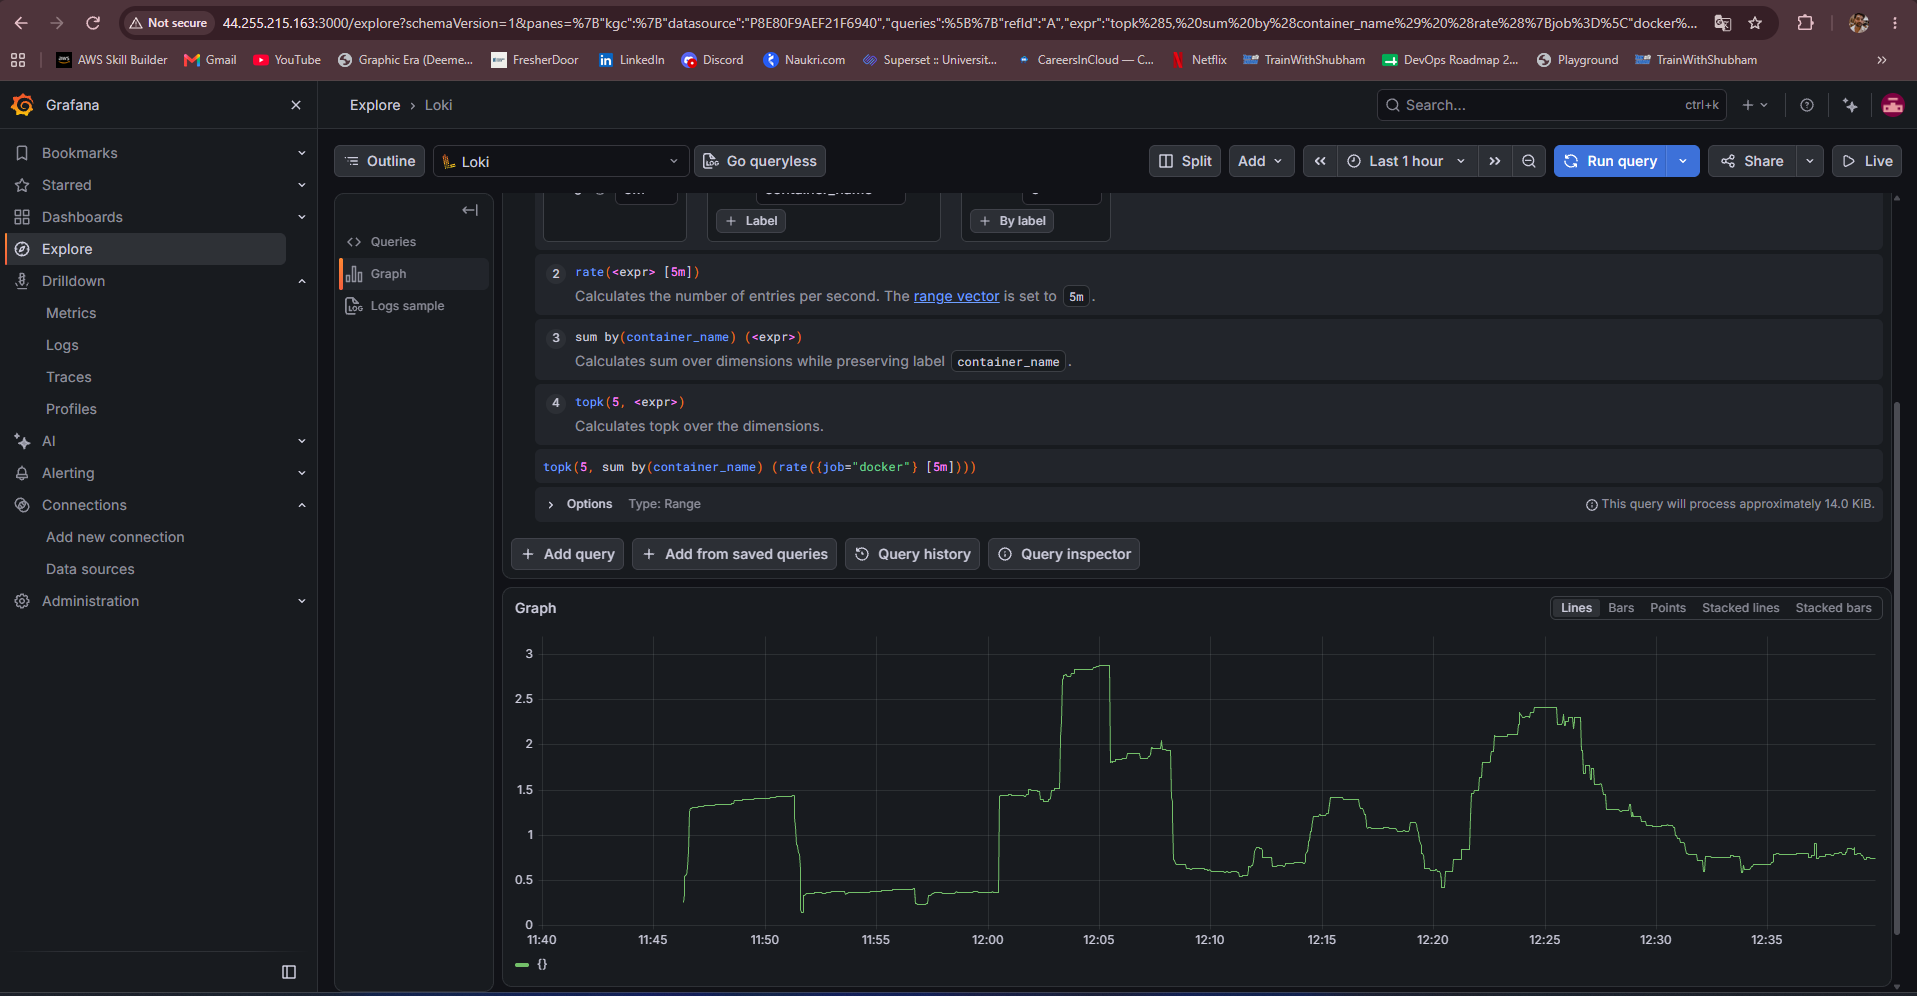 Not secure
44.255.215.163:3000/explore?schemaVersion=1&panes=%7B"kgc":%7B"datasource":"P8E80F9AEF21F6940","queries":%5B%7B"refId":"A","expr":"topk%285,%20sum%20by%28container_name%29%20%28rate%28%7Bjob%3D%5C"docker%...
AWS Skill Builder
Gmail
YouTube
Graphic Era (Deeme...
FresherDoor
LinkedIn
Discord
Naukri.com
Superset :: Universit...
CareersInCloud — C...
Netflix
TrainWithShubham
DevOps Roadmap 2...
Playground
TrainWithShubham
Grafana
Explore › Loki
Search...
ctrl+k
Bookmarks
Starred
Dashboards
Explore
Drilldown
Metrics
Logs
Traces
Profiles
AI
Alerting
Connections
Add new connection
Data sources
Administration
Outline
Loki
Go queryless
Split
Add
Last 1 hour
Run query
Share
Live
Queries
Graph
Logs sample
+ Label
+ By label
2 rate(<expr> [5m])
Calculates the number of entries per second. The range vector is set to 5m .
3 sum by(container_name) (<expr>)
Calculates sum over dimensions while preserving label container_name .
4 topk(5, <expr>)
Calculates topk over the dimensions.
topk(5, sum by(container_name) (rate({job="docker"} [5m])))
Options Type: Range
This query will process approximately 14.0 KiB.
+ Add query
+ Add from saved queries
Query history
Query inspector
Graph
Lines Bars Points Stacked lines Stacked bars
3
2.5
2
1.5
1
0.5
0
11:40 11:45 11:50 11:55 12:00 12:05 12:10 12:15 12:20 12:25 12:30 12:35
{}